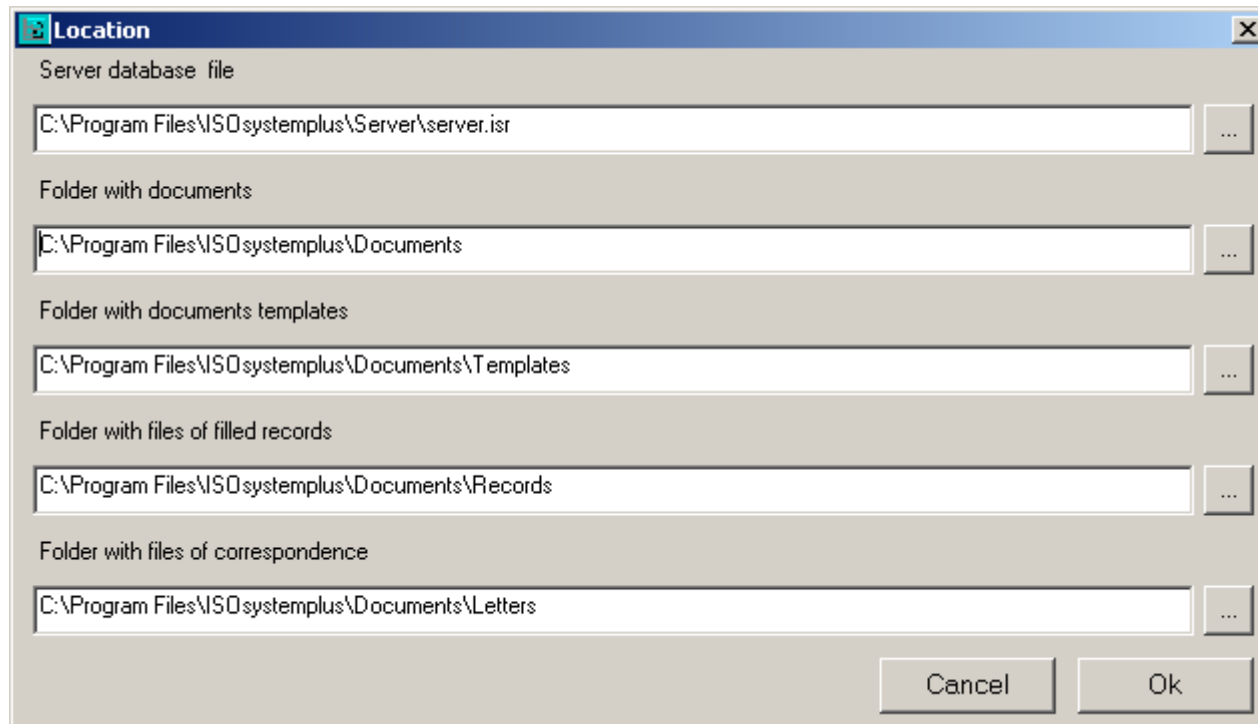 Location
Server database  file
C:\Program Files\ISOsystemplus\Server\server.isr
...
Folder with documents
C:\Program Files\ISOsystemplus\Documents
...
Folder with documents templates
C:\Program Files\ISOsystemplus\Documents\Templates
...
Folder with files of filled records
C:\Program Files\ISOsystemplus\Documents\Records
...
Folder with files of correspondence
C:\Program Files\ISOsystemplus\Documents\Letters
...
Cancel Ok